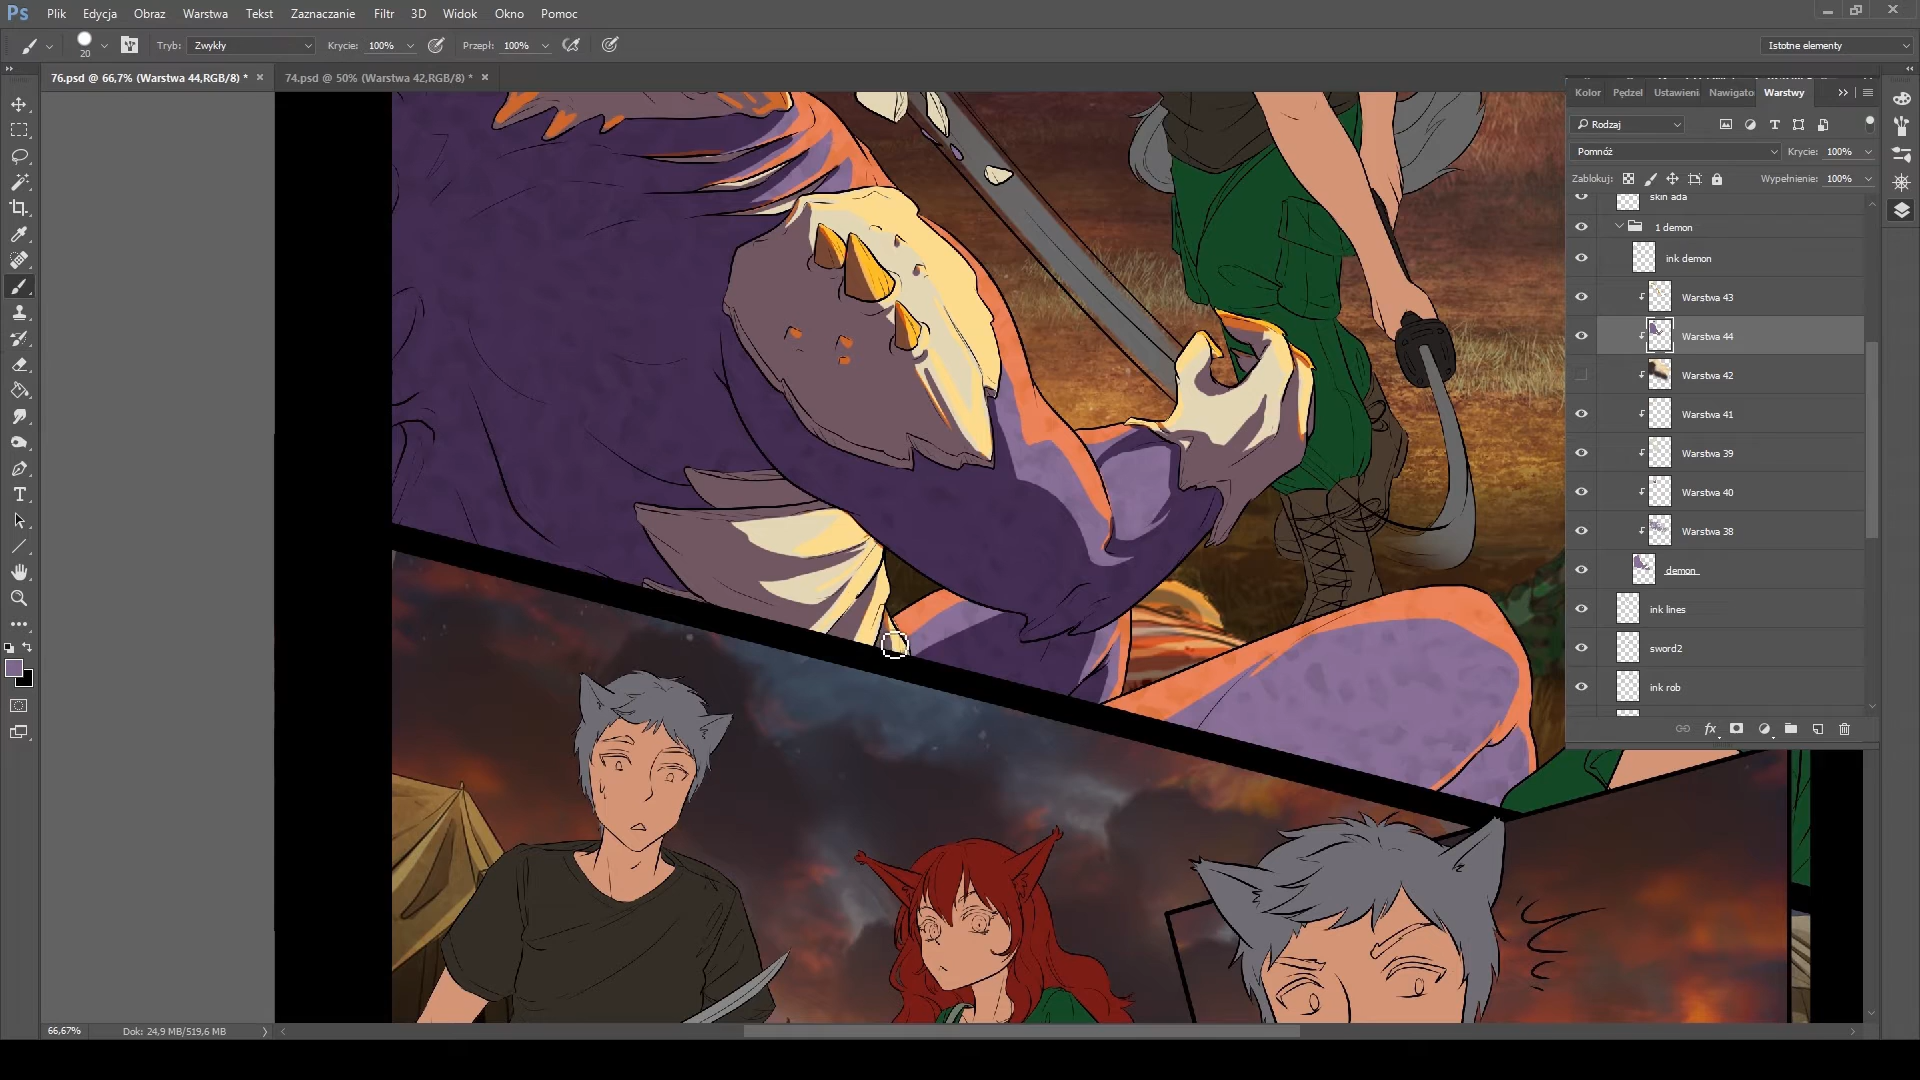 Ps Plik Edycja Obraz Warstwa Tekst Zaznaczanie Filtr 3D Widok Okno Pomoc
20 Tryb: Zwykły Krycie: 100% Przepł: 100% Istotne elementy
76.psd @ 66,7% (Warstwa 44,RGB/8) * × 74.psd @ 50% (Warstwa 42,RGB/8) * ×
Kolor Pędzel Ustawieni Nawigato Warstwy
Rodzaj
Pomnóż Krycie: 100%
Zablokuj: Wypełnienie: 100%
skin ada
1 demon
ink demon
Warstwa 43
Warstwa 44
Warstwa 42
Warstwa 41
Warstwa 39
Warstwa 40
Warstwa 38
demon
ink lines
sword2
ink rob
fx
66,67% Dok: 24,9 MB/519,6 MB